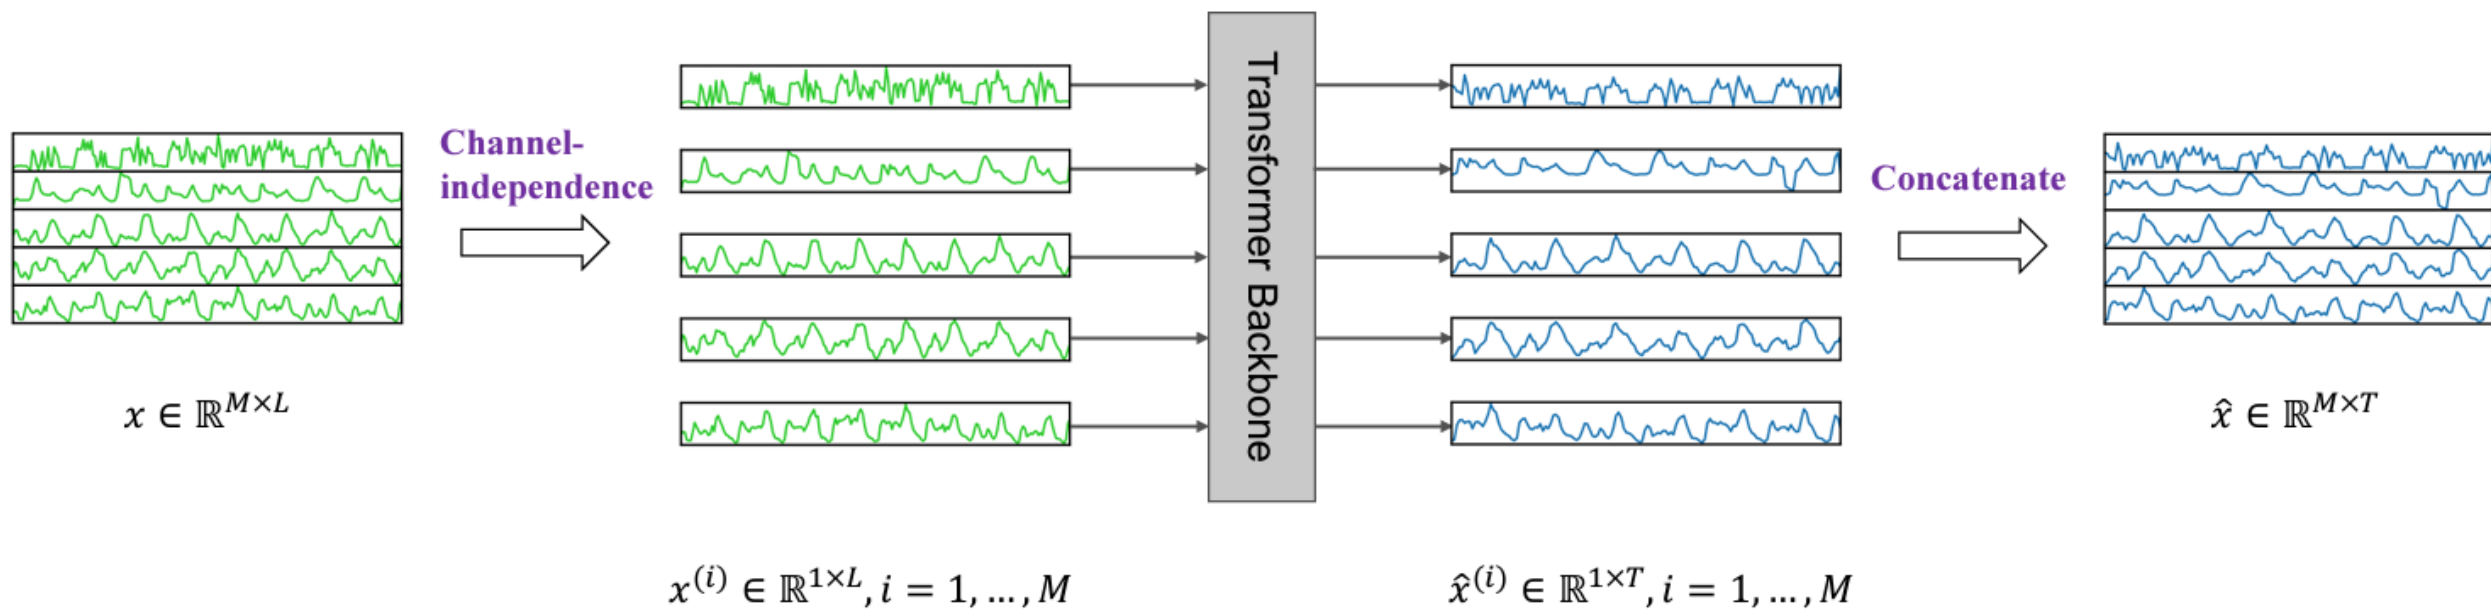 Channel-
independence
Transformer Backbone
Concatenate
x ∈ ℝ^{M×L}
x̂ ∈ ℝ^{M×T}
x^{(i)} ∈ ℝ^{1×L}, i = 1, ..., M
x̂^{(i)} ∈ ℝ^{1×T}, i = 1, ..., M